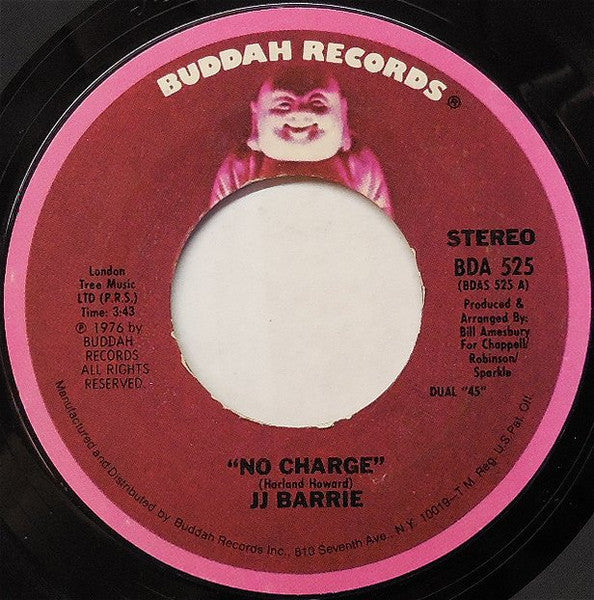 BUDDAH RECORDS®
STEREO
BDA 525
(BDAS 525 A)
Produced &
Arranged By:
Bill Amesbury
For Chappell/
Robinson/
Sparkle
DUAL "45"
London
Tree Music
LTD (P.R.S.)
Time: 3:43
℗ 1976 by
BUDDAH
RECORDS
ALL RIGHTS
RESERVED.
"NO CHARGE"
(Harland Howard)
JJ BARRIE
Manufactured and Distributed by Buddah Records Inc., 810 Seventh Ave., N.Y. 10019—T.M. Reg. U.S. Pat. Off.